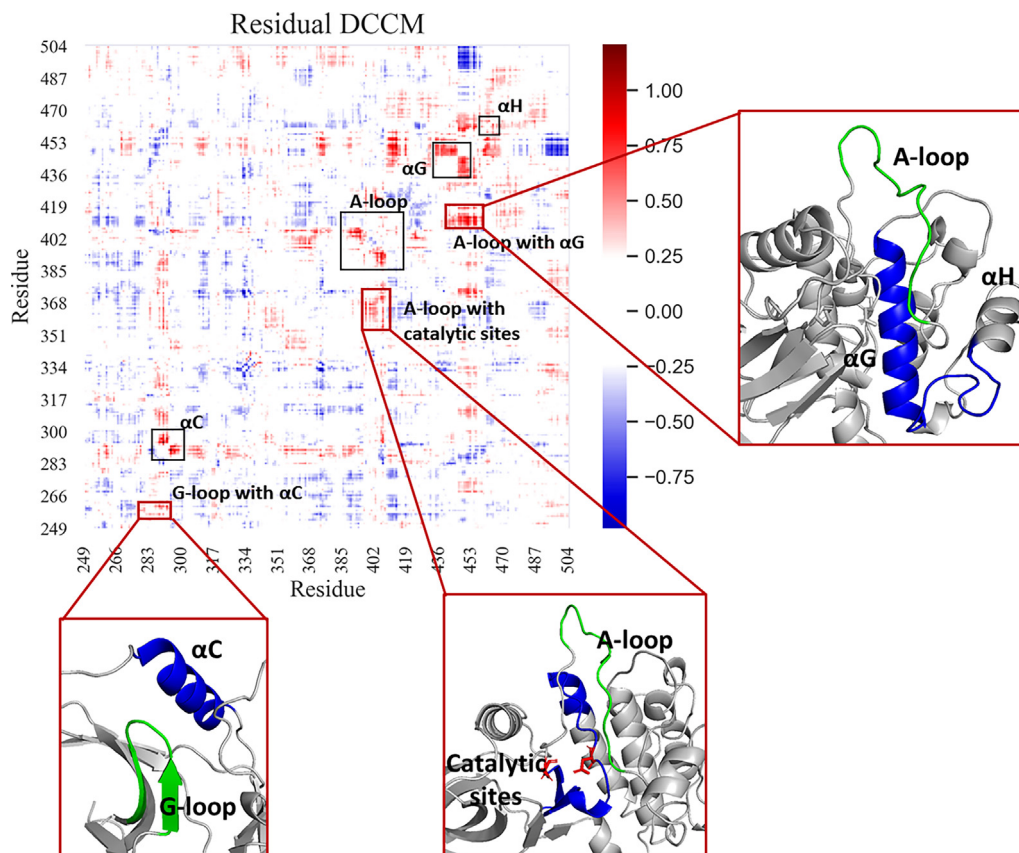 Residual DCCM
504
487
470
453
436
419
402
385
368
351
334
317
300
283
266
249
Residue
249
266
283
300
317
334
351
368
385
402
419
436
453
470
487
504
Residue
αH
αG
A-loop
A-loop with αG
A-loop with
catalytic sites
αC
G-loop with αC
1.00
0.75
0.50
0.25
0.00
−0.25
−0.50
−0.75
A-loop
αH
αG
αC
G-loop
A-loop
Catalytic
sites